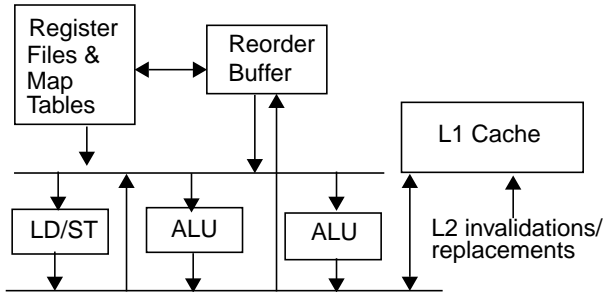 Register
Files &
Map
Tables
Reorder
Buffer
L1 Cache
LD/ST
ALU
ALU
L2 invalidations/
replacements